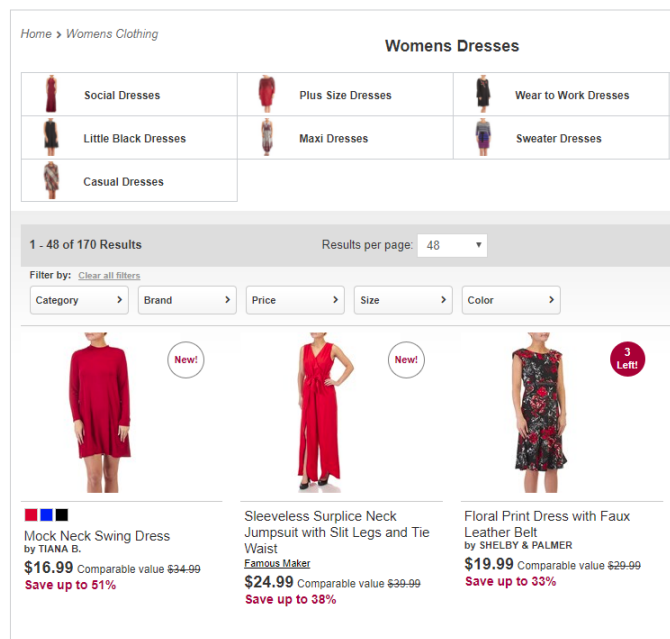 Home > Womens Clothing
Womens Dresses
Social Dresses
Plus Size Dresses
Wear to Work Dresses
Little Black Dresses
Maxi Dresses
Sweater Dresses
Casual Dresses
1 - 48 of 170 Results
Results per page: 48
Filter by: Clear all filters
Category
Brand
Price
Size
Color
New!
Mock Neck Swing Dress
by TIANA B.
$16.99 Comparable value $34.99
Save up to 51%
New!
Sleeveless Surplice Neck
Jumpsuit with Slit Legs and Tie
Waist
Famous Maker
$24.99 Comparable value $39.99
Save up to 38%
3
Left!
Floral Print Dress with Faux
Leather Belt
by SHELBY & PALMER
$19.99 Comparable value $29.99
Save up to 33%